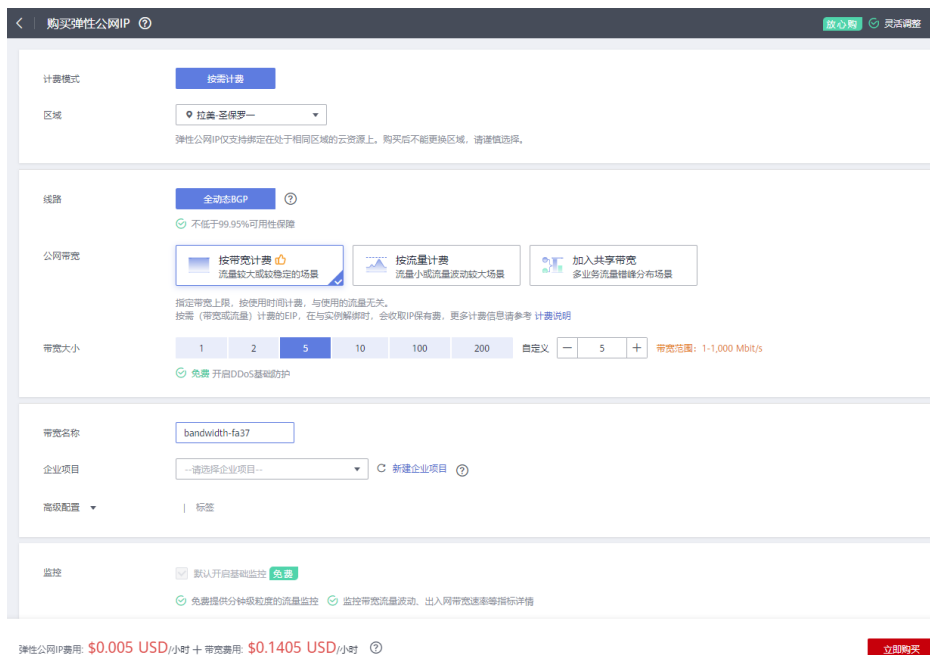 购买弹性公网IP ?
放心购 灵活调整
计费模式 按需计费
区域 拉美-圣保罗一
弹性公网IP仅支持绑定在处于相同区域的云资源上。购买后不能更换区域，请谨慎选择。
线路 全动态BGP ?
不低于99.95%可用性保障
公网带宽 按带宽计费 按流量计费 加入共享带宽
流量较大或较稳定的场景 流量小或流量波动较大场景 多业务流量错峰分布场景
指定带宽上限，按使用时间计费，与使用的流量无关。
按需（带宽或流量）计费的EIP，在与实例解绑时，会收取IP保有费，更多计费信息请参考 计费说明
带宽大小 1 2 5 10 100 200 自定义 － 5 ＋ 带宽范围：1-1,000 Mbit/s
免费 开启DDoS基础防护
带宽名称 bandwidth-fa37
企业项目 --请选择企业项目-- C 新建企业项目 ?
高级配置 | 标签
监控 默认开启基础监控 免费
免费提供分钟级粒度的流量监控 监控带宽流量波动、出入网带宽速率等指标详情
弹性公网IP费用: $0.005 USD/小时 + 带宽费用: $0.1405 USD/小时 ? 立即购买